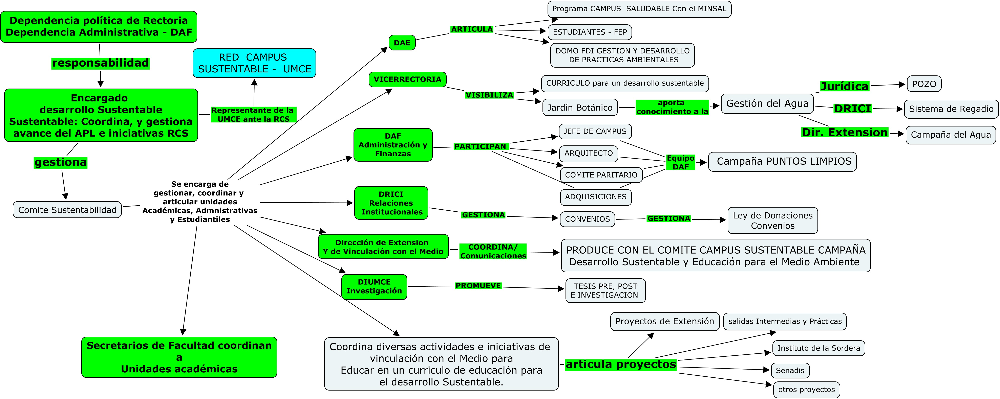 Dependencia política de Rectoria
Dependencia Administrativa - DAF
responsabilidad
Encargado
desarrollo Sustentable
Sustentable: Coordina, y gestiona
avance del APL e iniciativas RCS
Representante de la
UMCE ante la RCS
RED CAMPUS
SUSTENTABLE - UMCE
gestiona
Comite Sustentabilidad
Se encarga de
gestionar, coordinar y
articular unidades
Académicas, Admnistrativas
y Estudiantiles
DAE
ARTICULA
Programa CAMPUS SALUDABLE Con el MINSAL
ESTUDIANTES - FEP
DOMO FDI GESTION Y DESARROLLO
DE PRACTICAS AMBIENTALES
VICERRECTORIA
VISIBILIZA
CURRICULO para un desarrollo sustentable
Jardín Botánico
aporta
conocimiento a la
Gestión del Agua
Jurídica
POZO
DRICI
Sistema de Regadío
Dir. Extension
Campaña del Agua
DAF
Administración y
Finanzas
PARTICIPAN
JEFE DE CAMPUS
ARQUITECTO
COMITE PARITARIO
ADQUISICIONES
Equipo
DAF
Campaña PUNTOS LIMPIOS
DRICI
Relaciones
Institucionales
GESTIONA
CONVENIOS
GESTIONA
Ley de Donaciones
Convenios
Dirección de Extension
Y de Vinculación con el Medio
COORDINA/
Comunicaciones
PRODUCE CON EL COMITE CAMPUS SUSTENTABLE CAMPAÑA
Desarrollo Sustentable y Educación para el Medio Ambiente
DIUMCE
Investigación
PROMUEVE
TESIS PRE, POST
E INVESTIGACION
Secretarios de Facultad coordinan
a
Unidades académicas
Coordina diversas actividades e iniciativas de
vinculación con el Medio para
Educar en un curriculo de educación para
el desarrollo Sustentable.
articula proyectos
Proyectos de Extensión
salidas Intermedias y Prácticas
Instituto de la Sordera
Senadis
otros proyectos